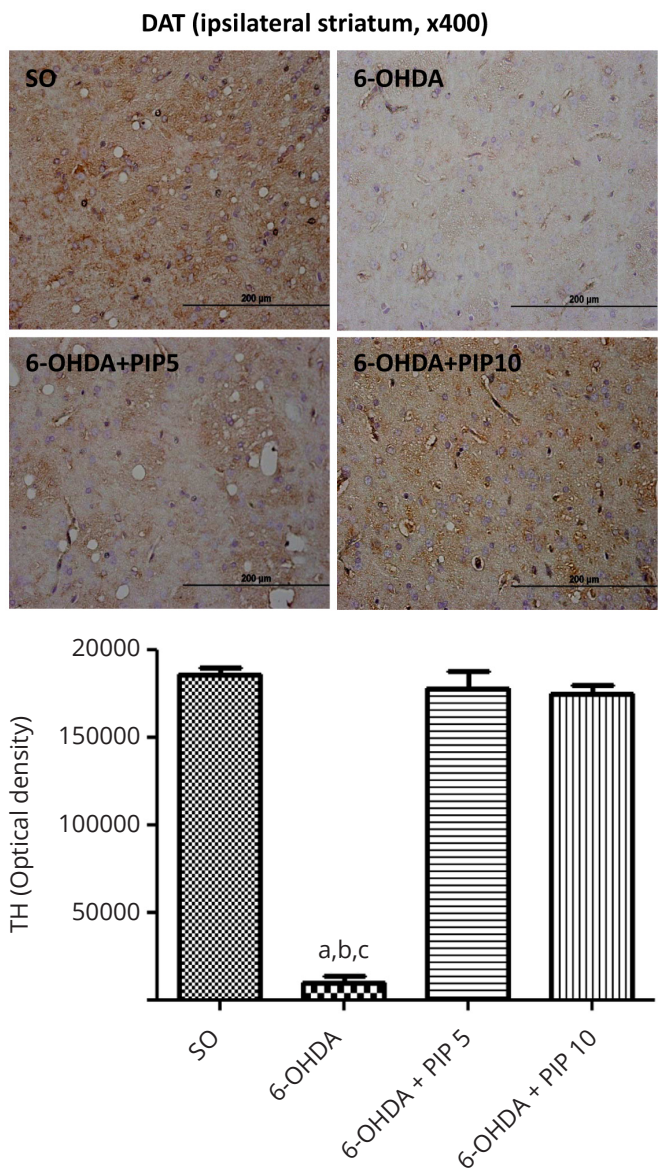 DAT (ipsilateral striatum, x400)
SO
6-OHDA
200 µm
200 µm
6-OHDA+PIP5
6-OHDA+PIP10
200 µm
200 µm
TH (Optical density)
20000
150000
100000
50000
a,b,c
SO
6-OHDA
6-OHDA + PIP 5
6-OHDA + PIP 10